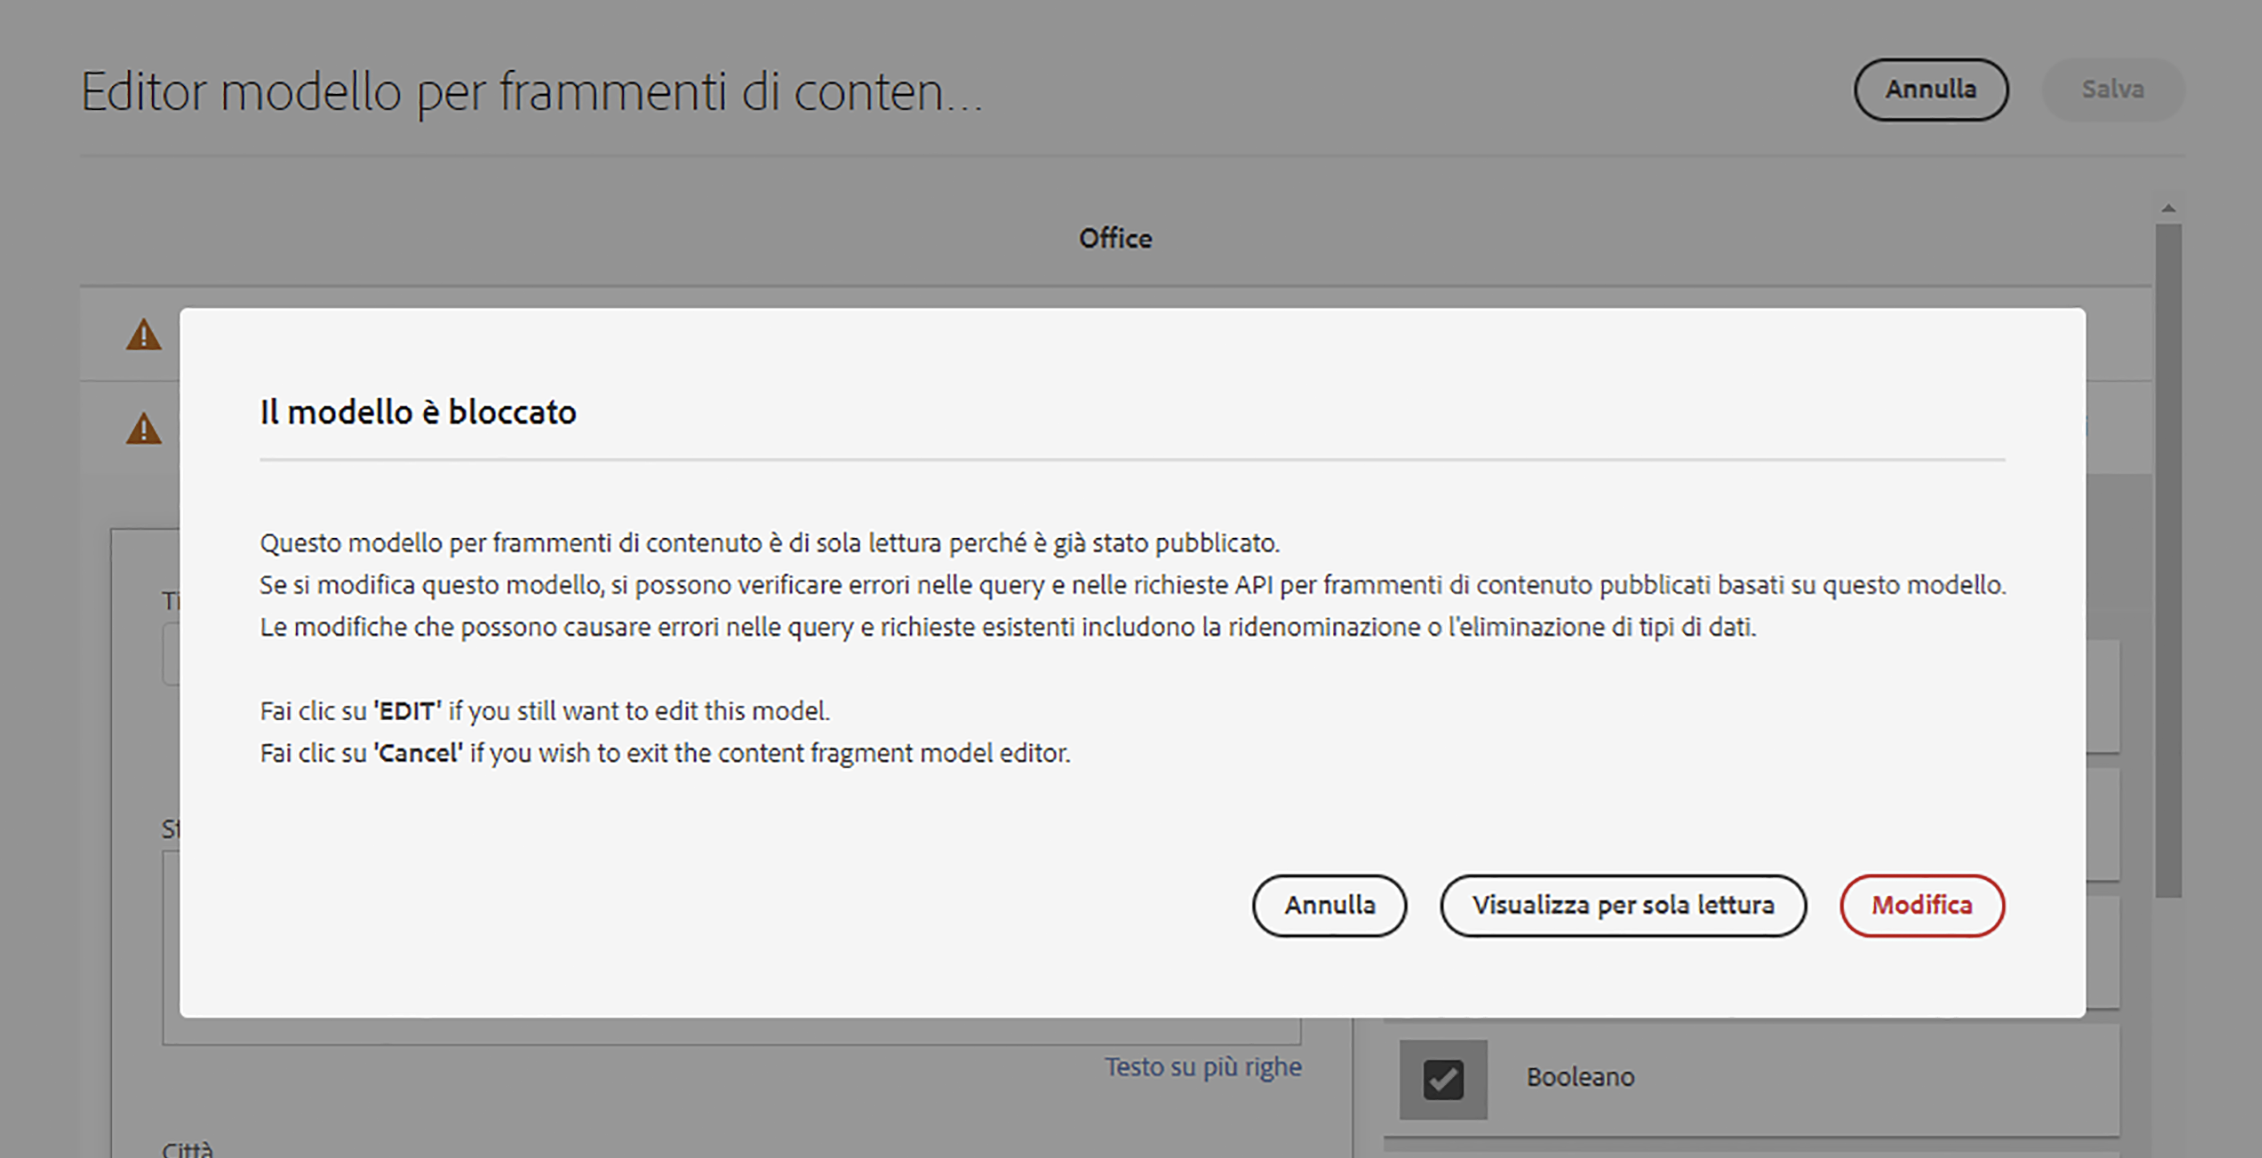 Editor modello per frammenti di conten...
Annulla
Salva
Office
Il modello è bloccato
Questo modello per frammenti di contenuto è di sola lettura perché è già stato pubblicato.
Se si modifica questo modello, si possono verificare errori nelle query e nelle richieste API per frammenti di contenuto pubblicati basati su questo modello.
Le modifiche che possono causare errori nelle query e richieste esistenti includono la ridenominazione o l'eliminazione di tipi di dati.
Fai clic su 'EDIT' if you still want to edit this model.
Fai clic su 'Cancel' if you wish to exit the content fragment model editor.
Annulla
Visualizza per sola lettura
Modifica
Testo su più righe
Booleano
Città